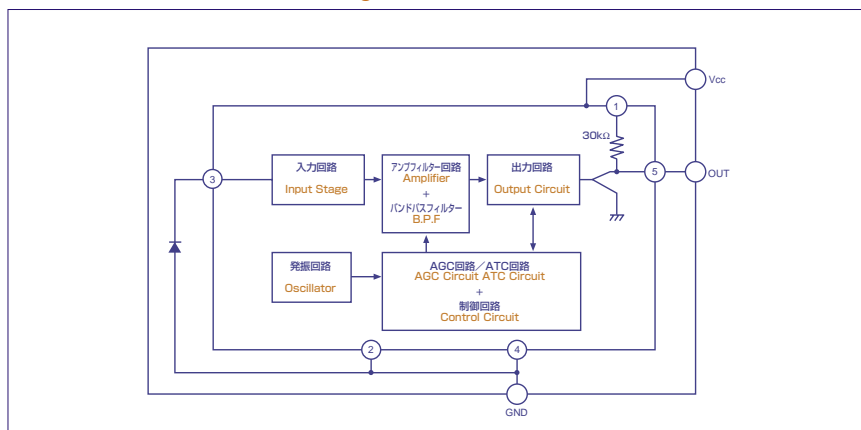 Vcc
1
30kΩ
入力回路
Input Stage
アンプフィルター回路
Amplifier
+
バンドパスフィルター
B.P.F
出力回路
Output Circuit
3
5
OUT
発振回路
Oscillator
AGC回路/ATC回路
AGC Circuit ATC Circuit
+
制御回路
Control Circuit
2
4
GND